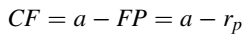 CF = a − FP = a − r_p